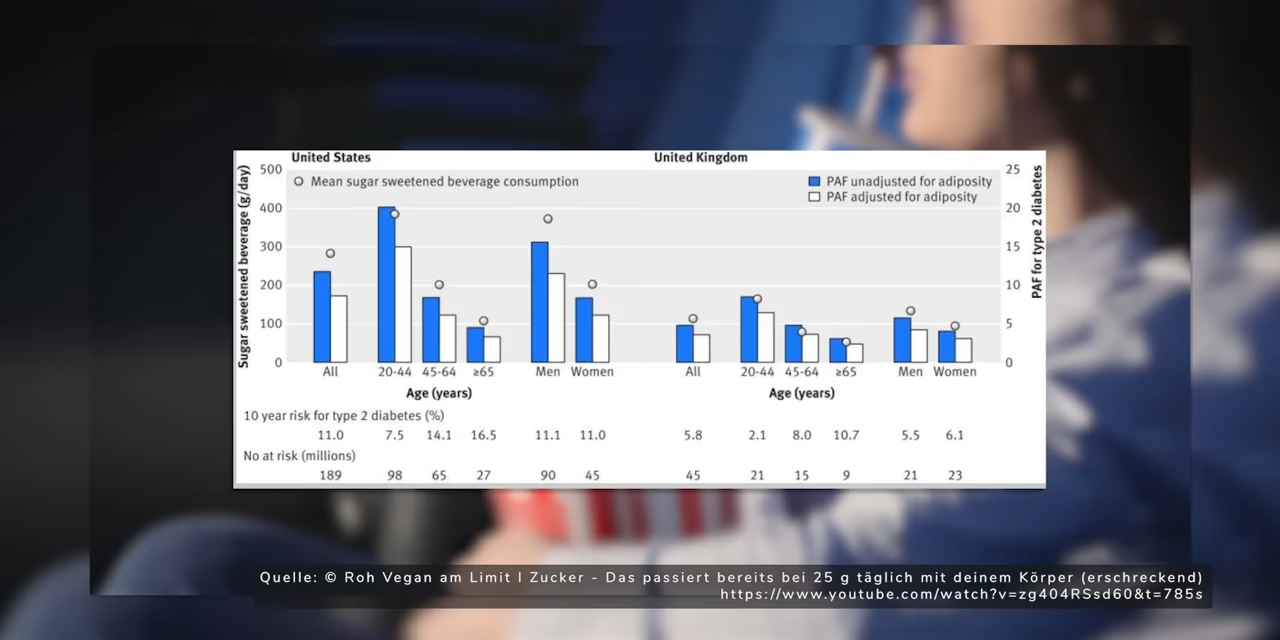 United States
United Kingdom
Sugar sweetened beverage (g/day)
500
400
300
200
100
0
Mean sugar sweetened beverage consumption
PAF unadjusted for adiposity
PAF adjusted for adiposity
25
20
15
10
5
0
PAF for type 2 diabetes
All 20-44 45-64 ≥65 Men Women All 20-44 45-64 ≥65 Men Women
Age (years) Age (years)
10 year risk for type 2 diabetes (%)
11.0 7.5 14.1 16.5 11.1 11.0 5.8 2.1 8.0 10.7 5.5 6.1
No at risk (millions)
189 98 65 27 90 45 45 21 15 9 21 23
Quelle: © Roh Vegan am Limit I Zucker - Das passiert bereits bei 25 g täglich mit deinem Körper (erschreckend)
https://www.youtube.com/watch?v=zg404RSsd60&t=785s